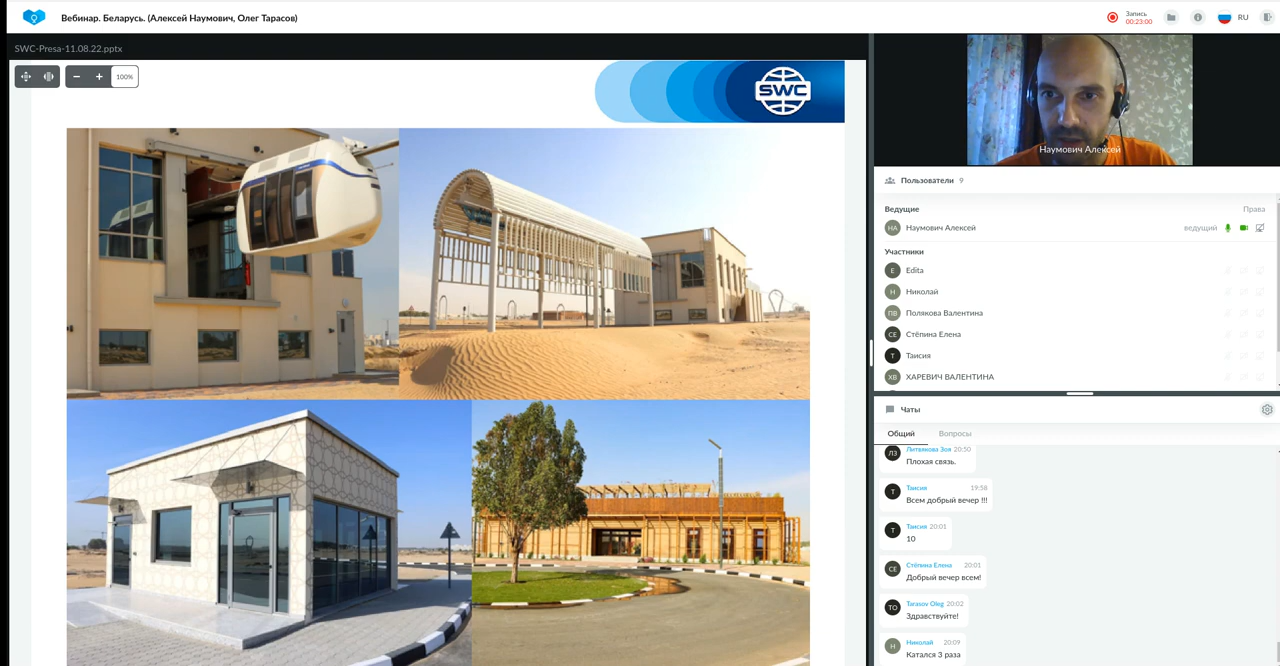 Вебинар. Беларусь. (Алексей Наумович, Олег Тарасов)
Запись
00:23:00
RU
SWC-Presa-11.08.22.pptx
100%
SWC
Наумович Алексей
Пользователи 9
Ведущие
Права
НА Наумович Алексей
ведущий
Участники
E Edita
Н Николай
ПВ Полякова Валентина
СЕ Стёпина Елена
Т Таисия
ХВ ХАРЕВИЧ ВАЛЕНТИНА
Чаты
Общий Вопросы
ЛЗ Литвякова Зоя 20:50
Плохая связь.
Т Таисия 19:58
Всем добрый вечер !!!
Т Таисия 20:01
10
СЕ Стёпина Елена 20:01
Добрый вечер всем!
TO Tarasov Oleg 20:02
Здравствуйте!
Н Николай 20:09
Катался 3 раза